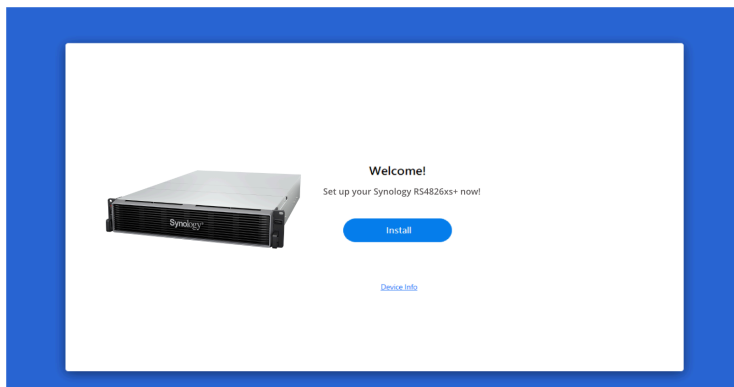 Welcome!
Set up your Synology RS4826xs+ now!
Synology
Install
Device Info